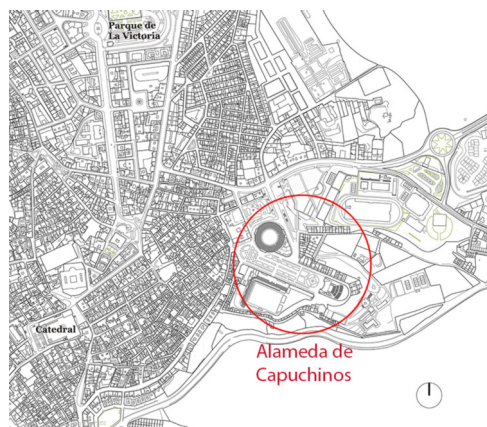 Parque de
La Victoria
Catedral
Alameda de
Capuchinos